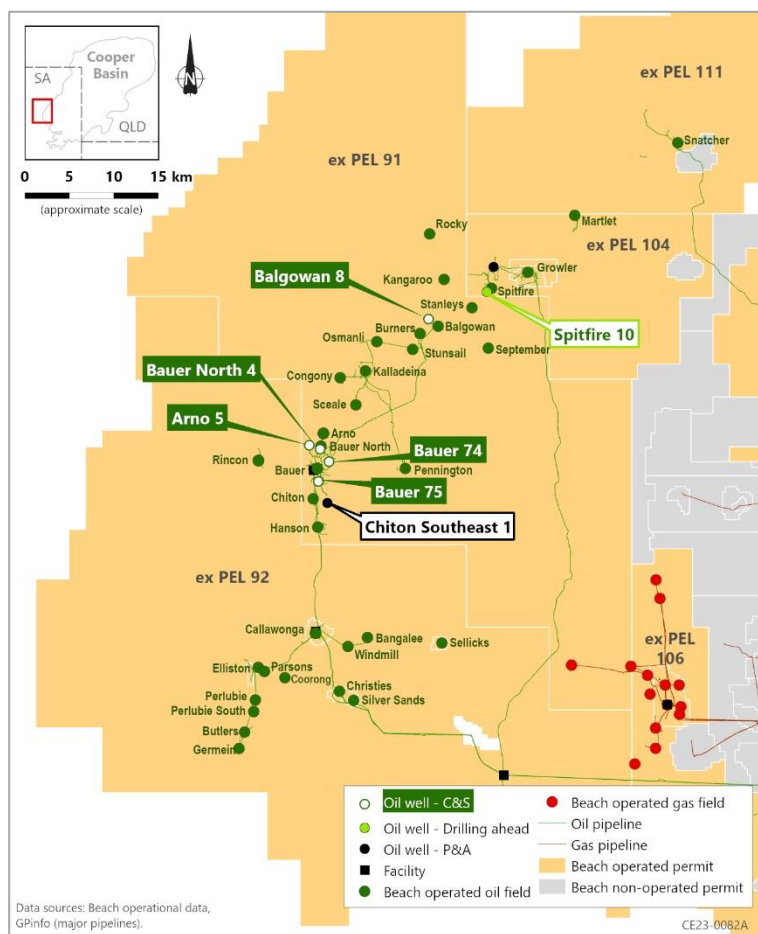 Cooper
Basin
SA
QLD
N
0 5 10 15 km
(approximate scale)
ex PEL 111
Snatcher
ex PEL 91
Martlet
Rocky
ex PEL 104
Growler
Kangaroo
Balgowan 8
Spitfire
Stanleys
Burners
Balgowan
Spitfire 10
Osmanli
Stunsail
September
Bauer North 4
Kalladeina
Congony
Sceale
Arno 5
Arno
Bauer North
Bauer 74
Rincon
Bauer
Pennington
Bauer 75
Chiton
Chiton Southeast 1
Hanson
ex PEL 92
Callawonga
Bangalee
Sellicks
Windmill
ex PEL
106
Elliston
Parsons
Coorong
Christies
Perlubie
Silver Sands
Perlubie South
Butlers
Germein
Oil well - C&S
Oil well - Drilling ahead
Oil well - P&A
Facility
Beach operated oil field
Beach operated gas field
Oil pipeline
Gas pipeline
Beach operated permit
Beach non-operated permit
Data sources: Beach operational data,
GPinfo (major pipelines).
CE23-0082A